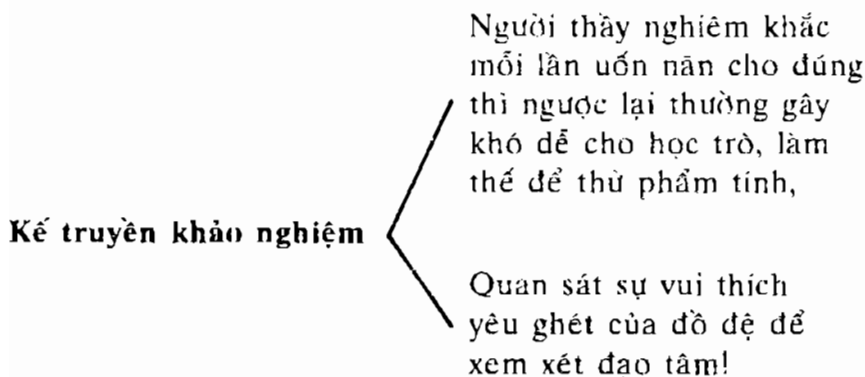 Người thầy nghiêm khắc
mỗi lần uốn nãn cho đúng
thì ngược lại thường gây
khó dễ cho học trò, làm
thế để thử phẩm tính,
Kế truyền khảo nghiệm
Quan sát sự vui thích
yêu ghét của đồ đệ để
xem xét đạo tâm!